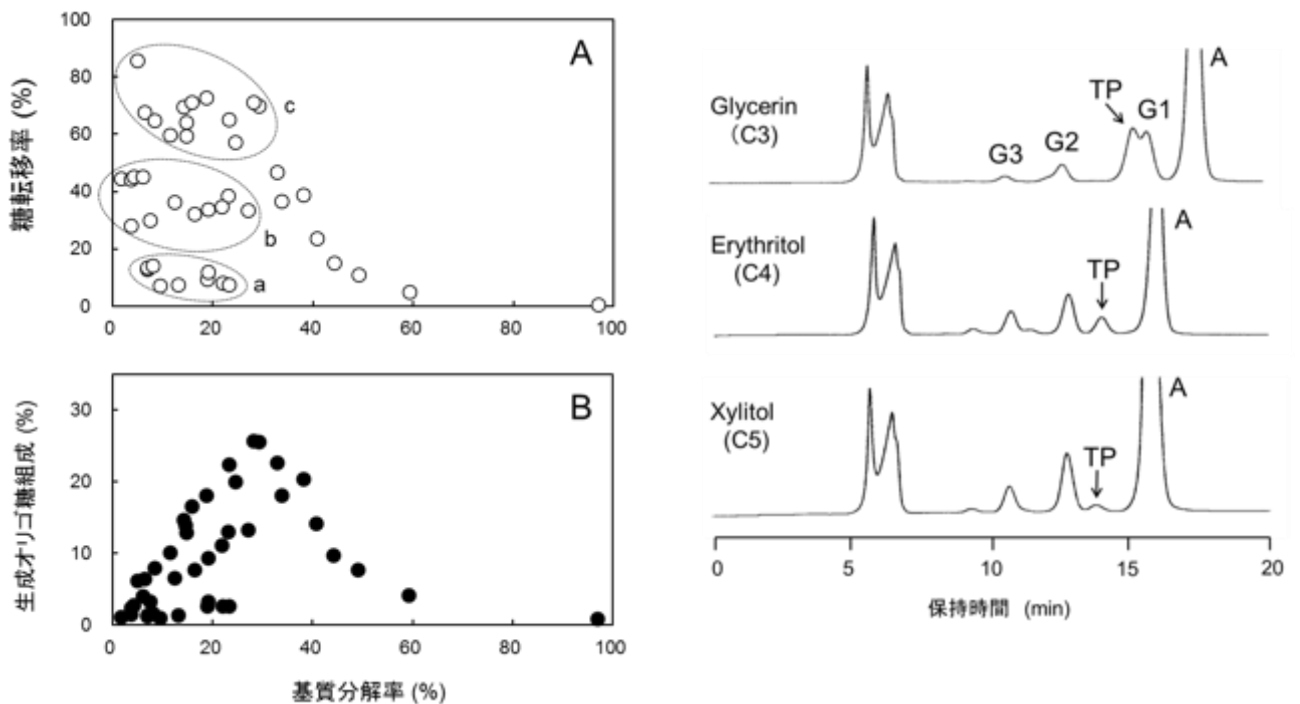 100
80
60
40
20
0
糖転移率 (%)
A
c
b
a
0 20 40 60 80 100
30
20
10
0
生成オリゴ糖組成 (%)
B
0 20 40 60 80 100
基質分解率 (%)
Glycerin
(C3)
G3
G2
TP
G1
A
Erythritol
(C4)
TP
A
Xylitol
(C5)
TP
A
0 5 10 15 20
保持時間 (min)